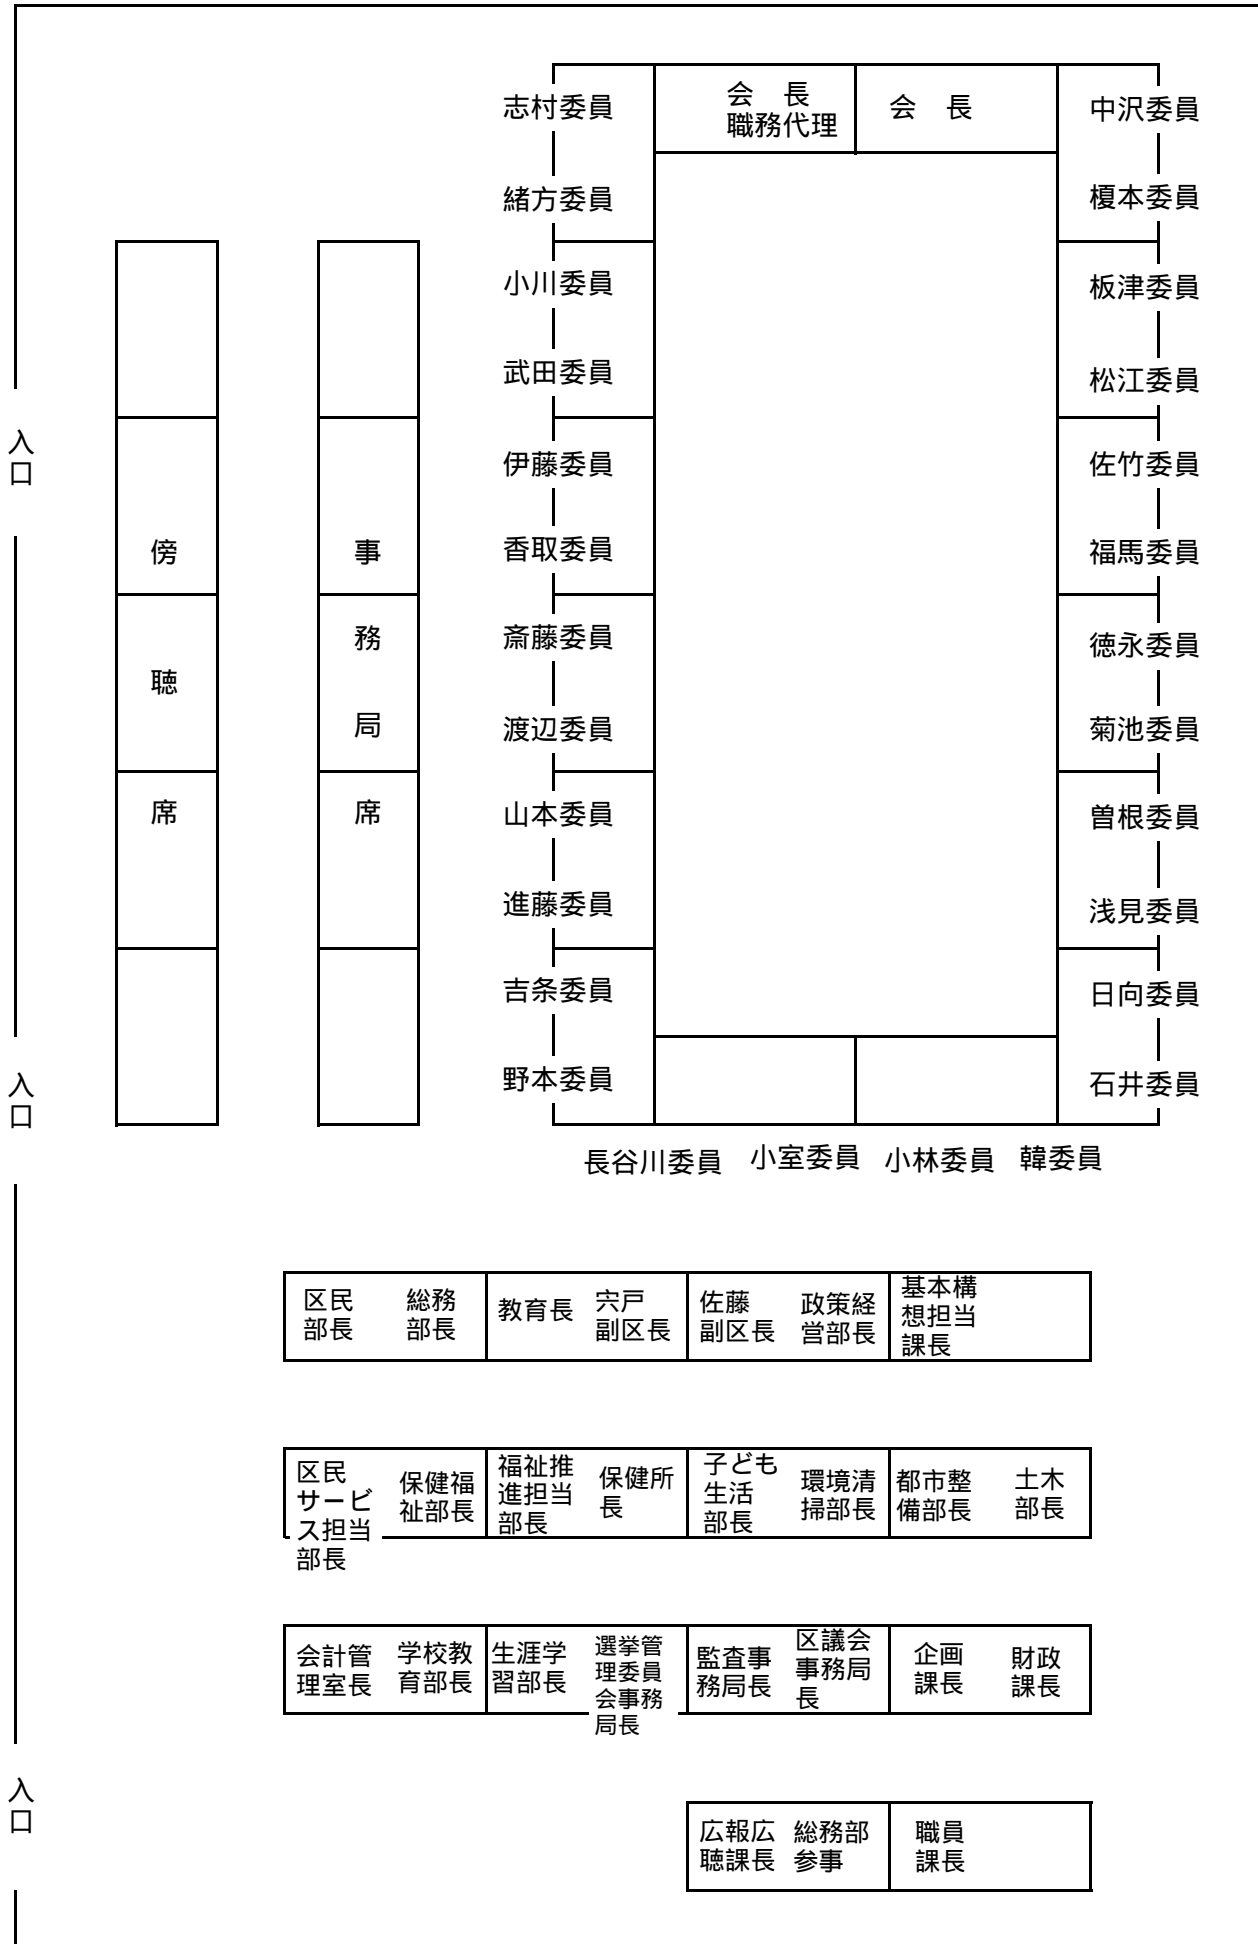 会　長
職務代理
会　長
志村委員
中沢委員
緒方委員
榎本委員
小川委員
板津委員
武田委員
松江委員
伊藤委員
佐竹委員
香取委員
福馬委員
斎藤委員
徳永委員
渡辺委員
菊池委員
山本委員
曽根委員
進藤委員
浅見委員
吉条委員
日向委員
野本委員
石井委員
長谷川委員
小室委員
小林委員
韓委員
入口
傍聴席
事務局席
入口
区民
部長
総務
部長
教育長
宍戸
副区長
佐藤
副区長
政策経
営部長
基本構
想担当
課長
区民
サービ
ス担当
部長
保健福
祉部長
福祉推
進担当
部長
保健所
長
子ども
生活
部長
環境清
掃部長
都市整
備部長
土木
部長
会計管
理室長
学校教
育部長
生涯学
習部長
選挙管
理委員
会事務
局長
監査事
務局長
区議会
事務局
長
企画
課長
財政
課長
入口
広報広
聴課長
総務部
参事
職員
課長